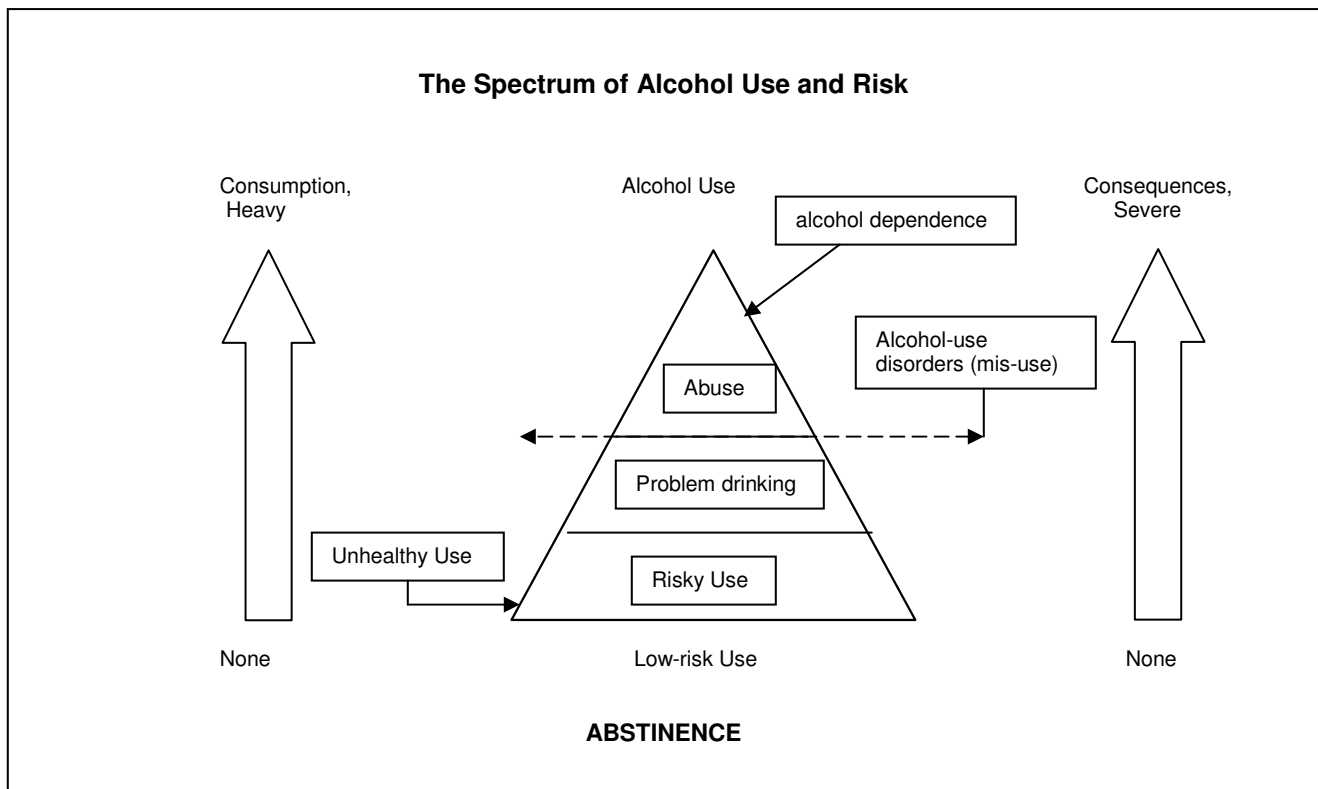 The Spectrum of Alcohol Use and Risk
Consumption,
Heavy
Alcohol Use
Consequences,
Severe
alcohol dependence
Alcohol-use
disorders (mis-use)
Abuse
Problem drinking
Unhealthy Use
Risky Use
None
Low-risk Use
None
ABSTINENCE